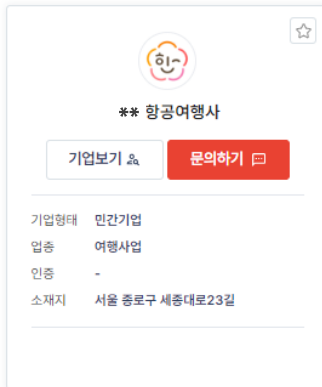 ** 항공여행사
기업보기
문의하기
기업형태 민간기업
업종 여행사업
인증 -
소재지 서울 종로구 세종대로23길